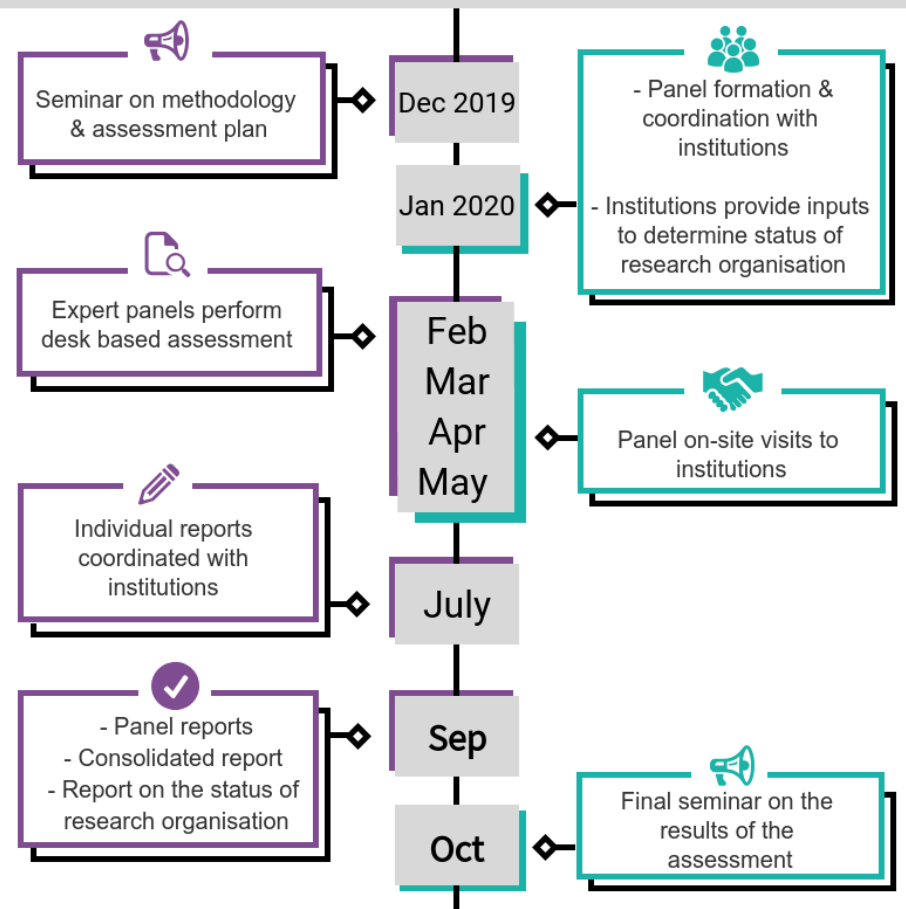 Seminar on methodology
& assessment plan
Dec 2019
- Panel formation &
coordination with
institutions
- Institutions provide inputs
to determine status of
research organisation
Jan 2020
Expert panels perform
desk based assessment
Feb
Mar
Apr
May
Panel on-site visits to
institutions
Individual reports
coordinated with
institutions
July
- Panel reports
- Consolidated report
- Report on the status of
research organisation
Sep
Oct
Final seminar on the
results of the
assessment